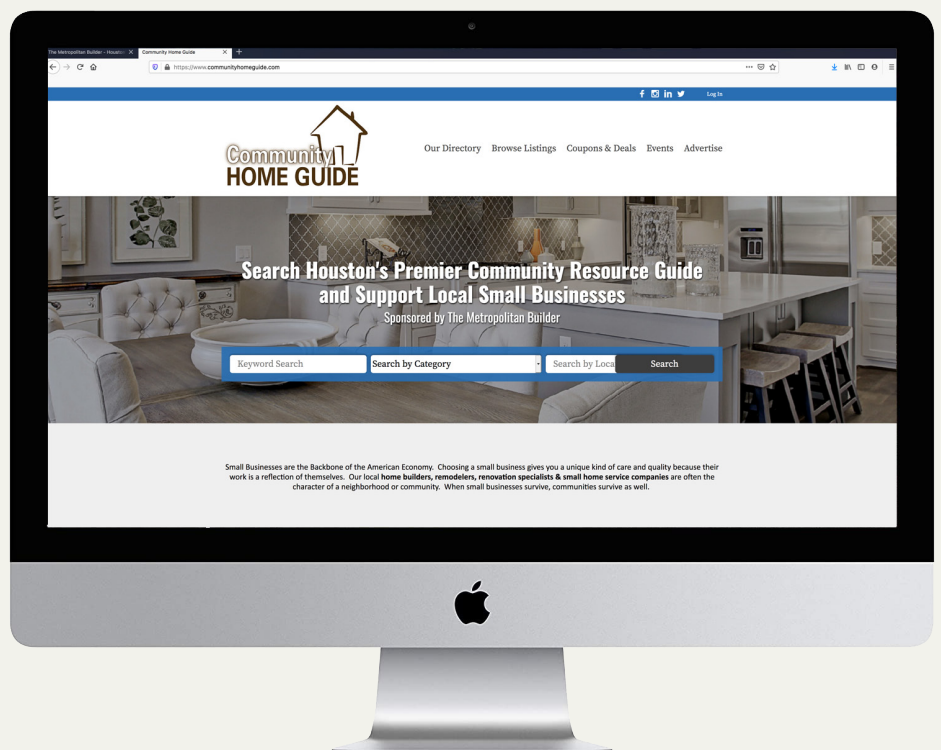 The Metropolitan Builder - Houston
Community Home Guide
https://www.communityhomeguide.com
Log In
Community
HOME GUIDE
Our Directory Browse Listings Coupons & Deals Events Advertise
Search Houston's Premier Community Resource Guide
and Support Local Small Businesses
Sponsored by The Metropolitan Builder
Keyword Search Search by Category Search by Loca Search
Small Businesses are the Backbone of the American Economy. Choosing a small business gives you a unique kind of care and quality because their
work is a reflection of themselves. Our local home builders, remodelers, renovation specialists & small home service companies are often the
character of a neighborhood or community. When small businesses survive, communities survive as well.